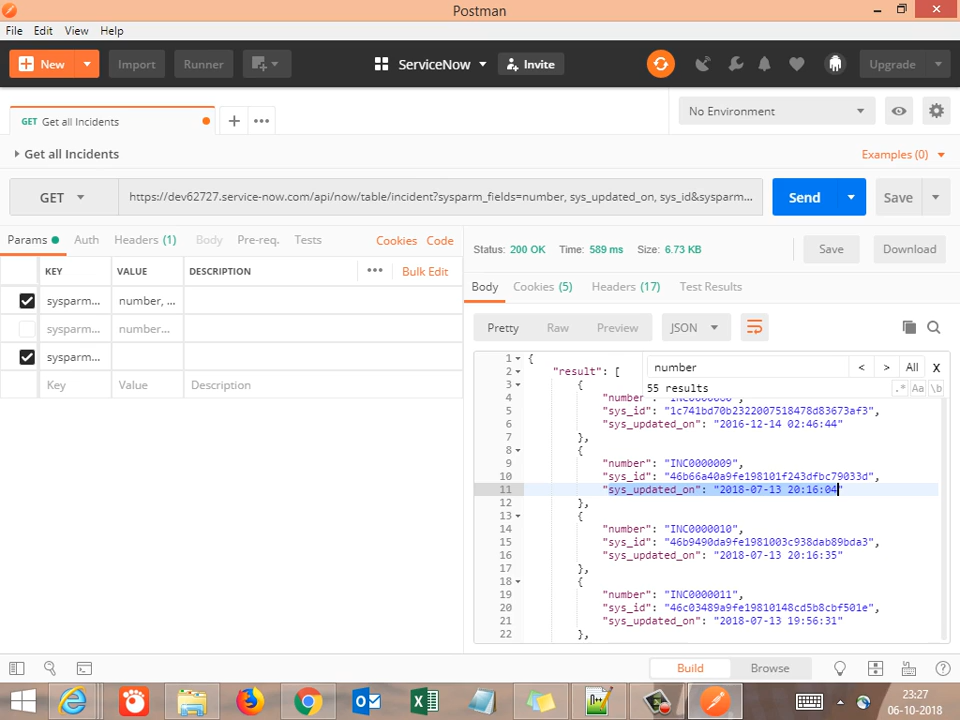 Postman
File Edit View Help
New Import Runner ServiceNow Invite Upgrade
GET Get all Incidents
No Environment
Get all Incidents
Examples (0)
GET https://dev62727.service-now.com/api/now/table/incident?sysparm_fields=number, sys_updated_on, sys_id&sysparm... Send Save
Params Auth Headers (1) Body Pre-req. Tests Cookies Code
KEY VALUE DESCRIPTION Bulk Edit
sysparm... number, ...
sysparm... number...
sysparm...
Key Value Description
Status: 200 OK Time: 589 ms Size: 6.73 KB Save Download
Body Cookies (5) Headers (17) Test Results
Pretty Raw Preview JSON
number < > All X
55 results .* Aa \b
1 {
2 "result": [
3 {
4 "number":
5 "sys_id": "1c741bd70b2322007518478d83673af3",
6 "sys_updated_on": "2016-12-14 02:46:44"
7 },
8 {
9 "number": "INC0000009",
10 "sys_id": "46b66a40a9fe198101f243dfbc79033d",
11 "sys_updated_on": "2018-07-13 20:16:04"
12 },
13 {
14 "number": "INC0000010",
15 "sys_id": "46b9490da9fe1981003c938dab89bda3",
16 "sys_updated_on": "2018-07-13 20:16:35"
17 },
18 {
19 "number": "INC0000011",
20 "sys_id": "46c03489a9fe19810148cd5b8cbf501e",
21 "sys_updated_on": "2018-07-13 19:56:31"
22 },
Build Browse
23:27
06-10-2018